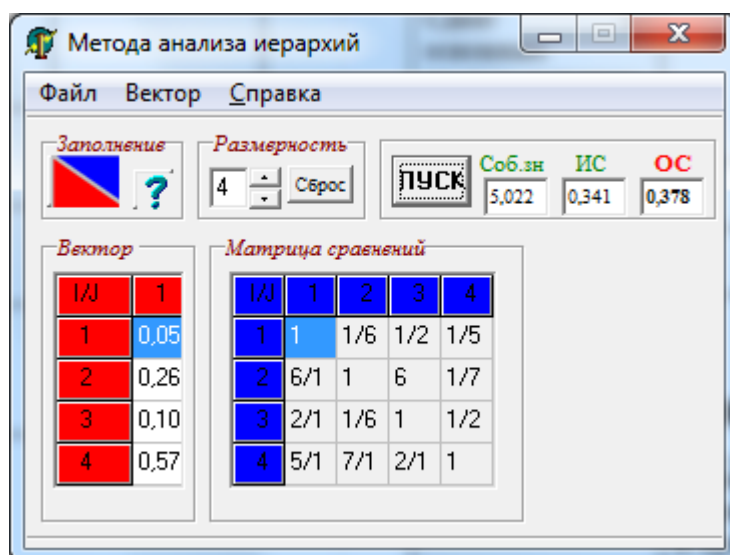 Метода анализа иерархий
Файл Вектор Справка
Заполнение
?
Размерность
4 Сброс
ПУСК
Соб.зн ИС ОС
5,022 0,341 0,378
Вектор
I/J 1
1 0,05
2 0,26
3 0,10
4 0,57
Матрица сравнений
I/J 1 2 3 4
1 1 1/6 1/2 1/5
2 6/1 1 6 1/7
3 2/1 1/6 1 1/2
4 5/1 7/1 2/1 1